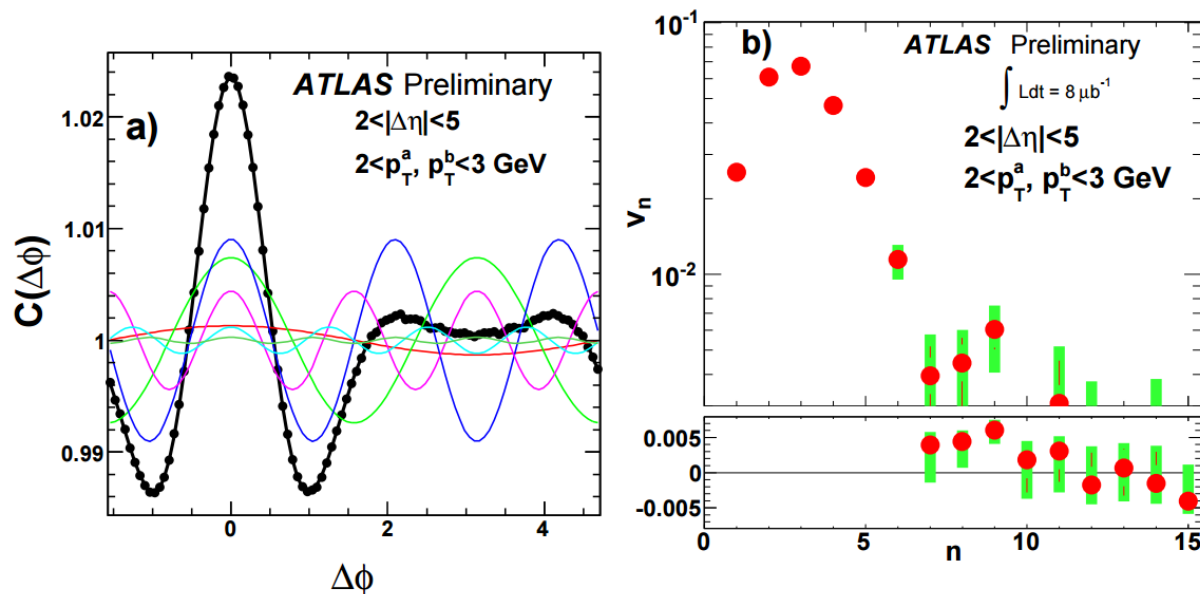 a)
ATLAS Preliminary
2<|Δη|<5
2<p_T^a, p_T^b<3 GeV
C(Δϕ)
1.02
1.01
1
0.99
0 2 4
Δϕ
b)
ATLAS Preliminary
∫ Ldt = 8 μb⁻¹
2<|Δη|<5
2<p_T^a, p_T^b<3 GeV
v_n
10⁻¹
10⁻²
0.005
0
-0.005
0 5 10 15
n